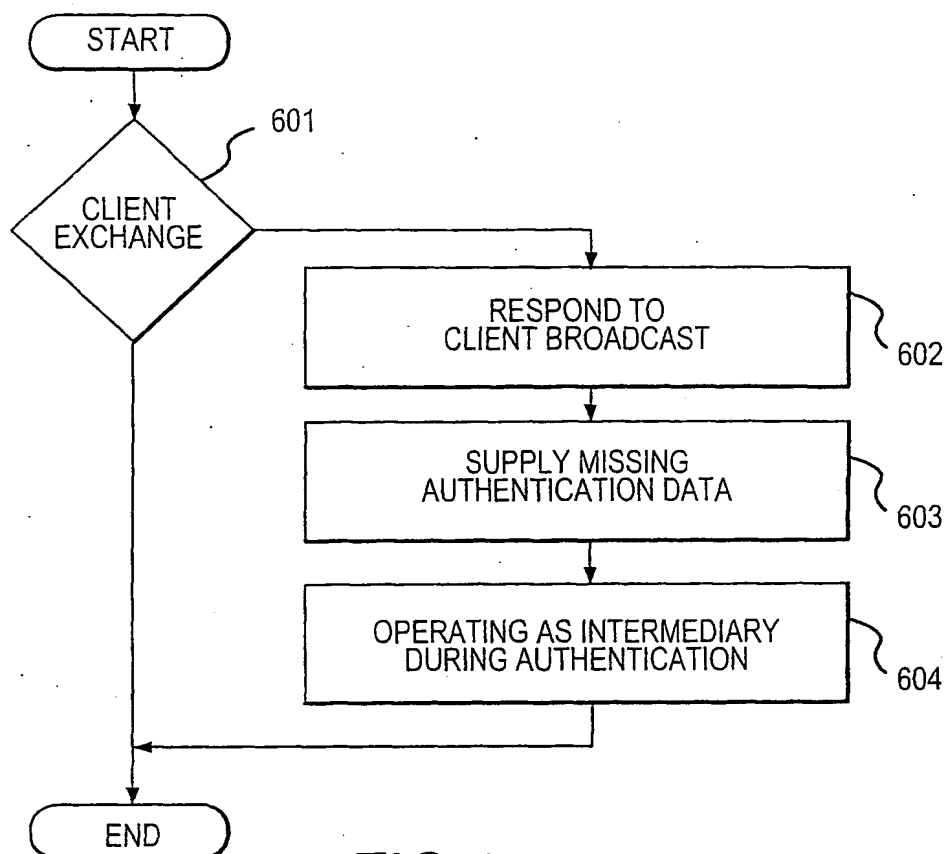 START
601
CLIENT
EXCHANGE
RESPOND TO
CLIENT BROADCAST
602
SUPPLY MISSING
AUTHENTICATION DATA
603
OPERATING AS INTERMEDIARY
DURING AUTHENTICATION
604
END